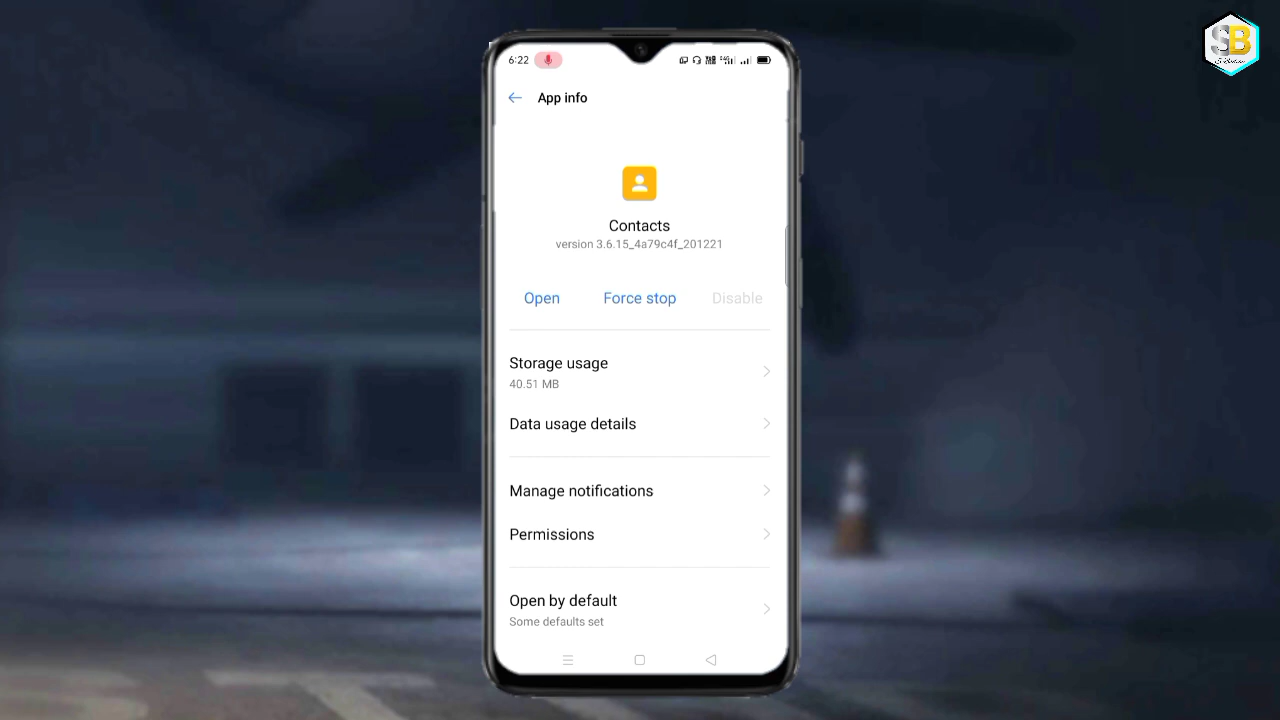 SB
6:22
App info
Contacts
version 3.6.15_4a79c4f_201221
Open
Force stop
Disable
Storage usage
40.51 MB
Data usage details
Manage notifications
Permissions
Open by default
Some defaults set